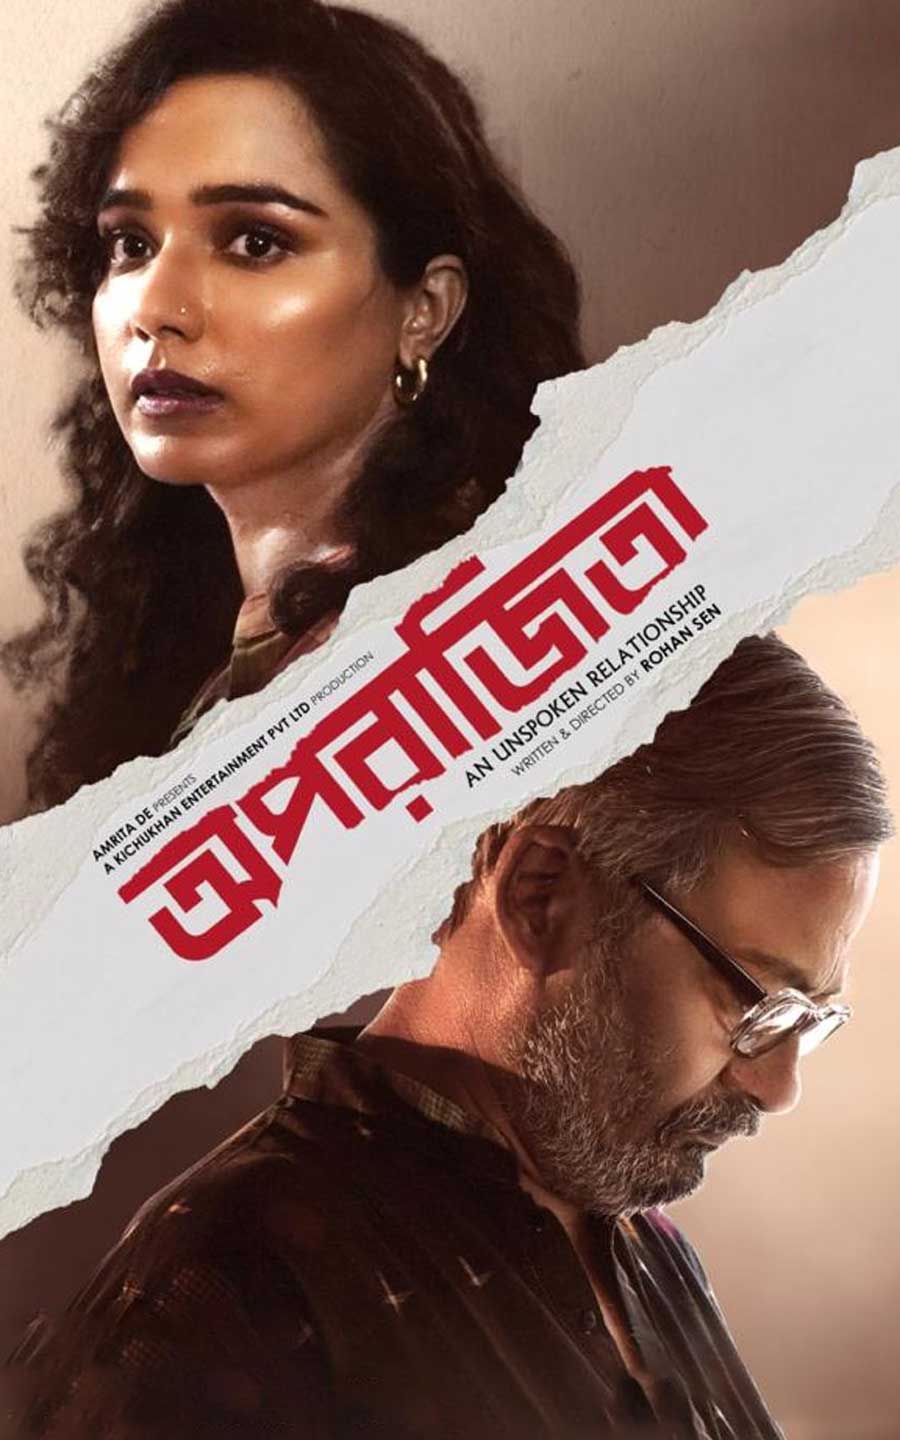 AMRITA DE PRESENTS
A KICHUKHAN ENTERTAINMENT PVT LTD PRODUCTION
অপরাজিতা
AN UNSPOKEN RELATIONSHIP
WRITTEN & DIRECTED BY ROHAN SEN